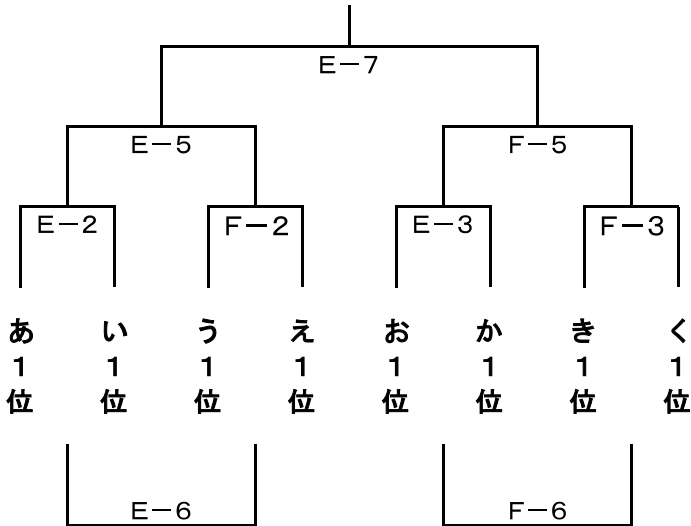 E－7
E－5 F－5
E－2 F－2 E－3 F－3
あ1位 い1位 う1位 え1位 お1位 か1位 き1位 く1位
E－6 F－6